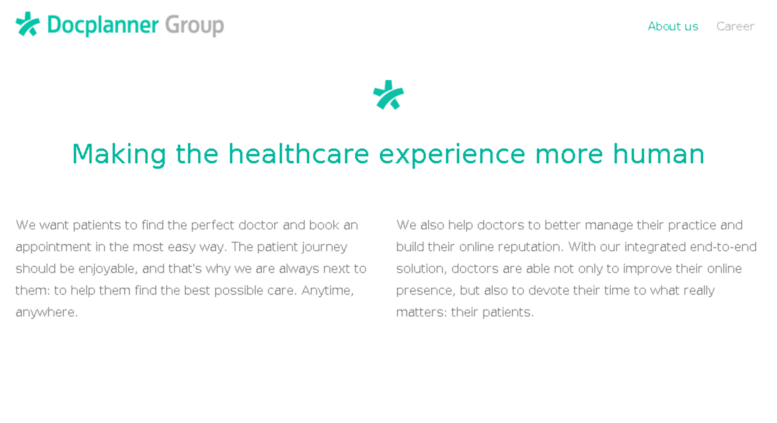 Docplanner Group
About us
Career
Making the healthcare experience more human
We want patients to find the perfect doctor and book an
appointment in the most easy way. The patient journey
should be enjoyable, and that's why we are always next to
them: to help them find the best possible care. Anytime,
anywhere.
We also help doctors to better manage their practice and
build their online reputation. With our integrated end-to-end
solution, doctors are able not only to improve their online
presence, but also to devote their time to what really
matters: their patients.